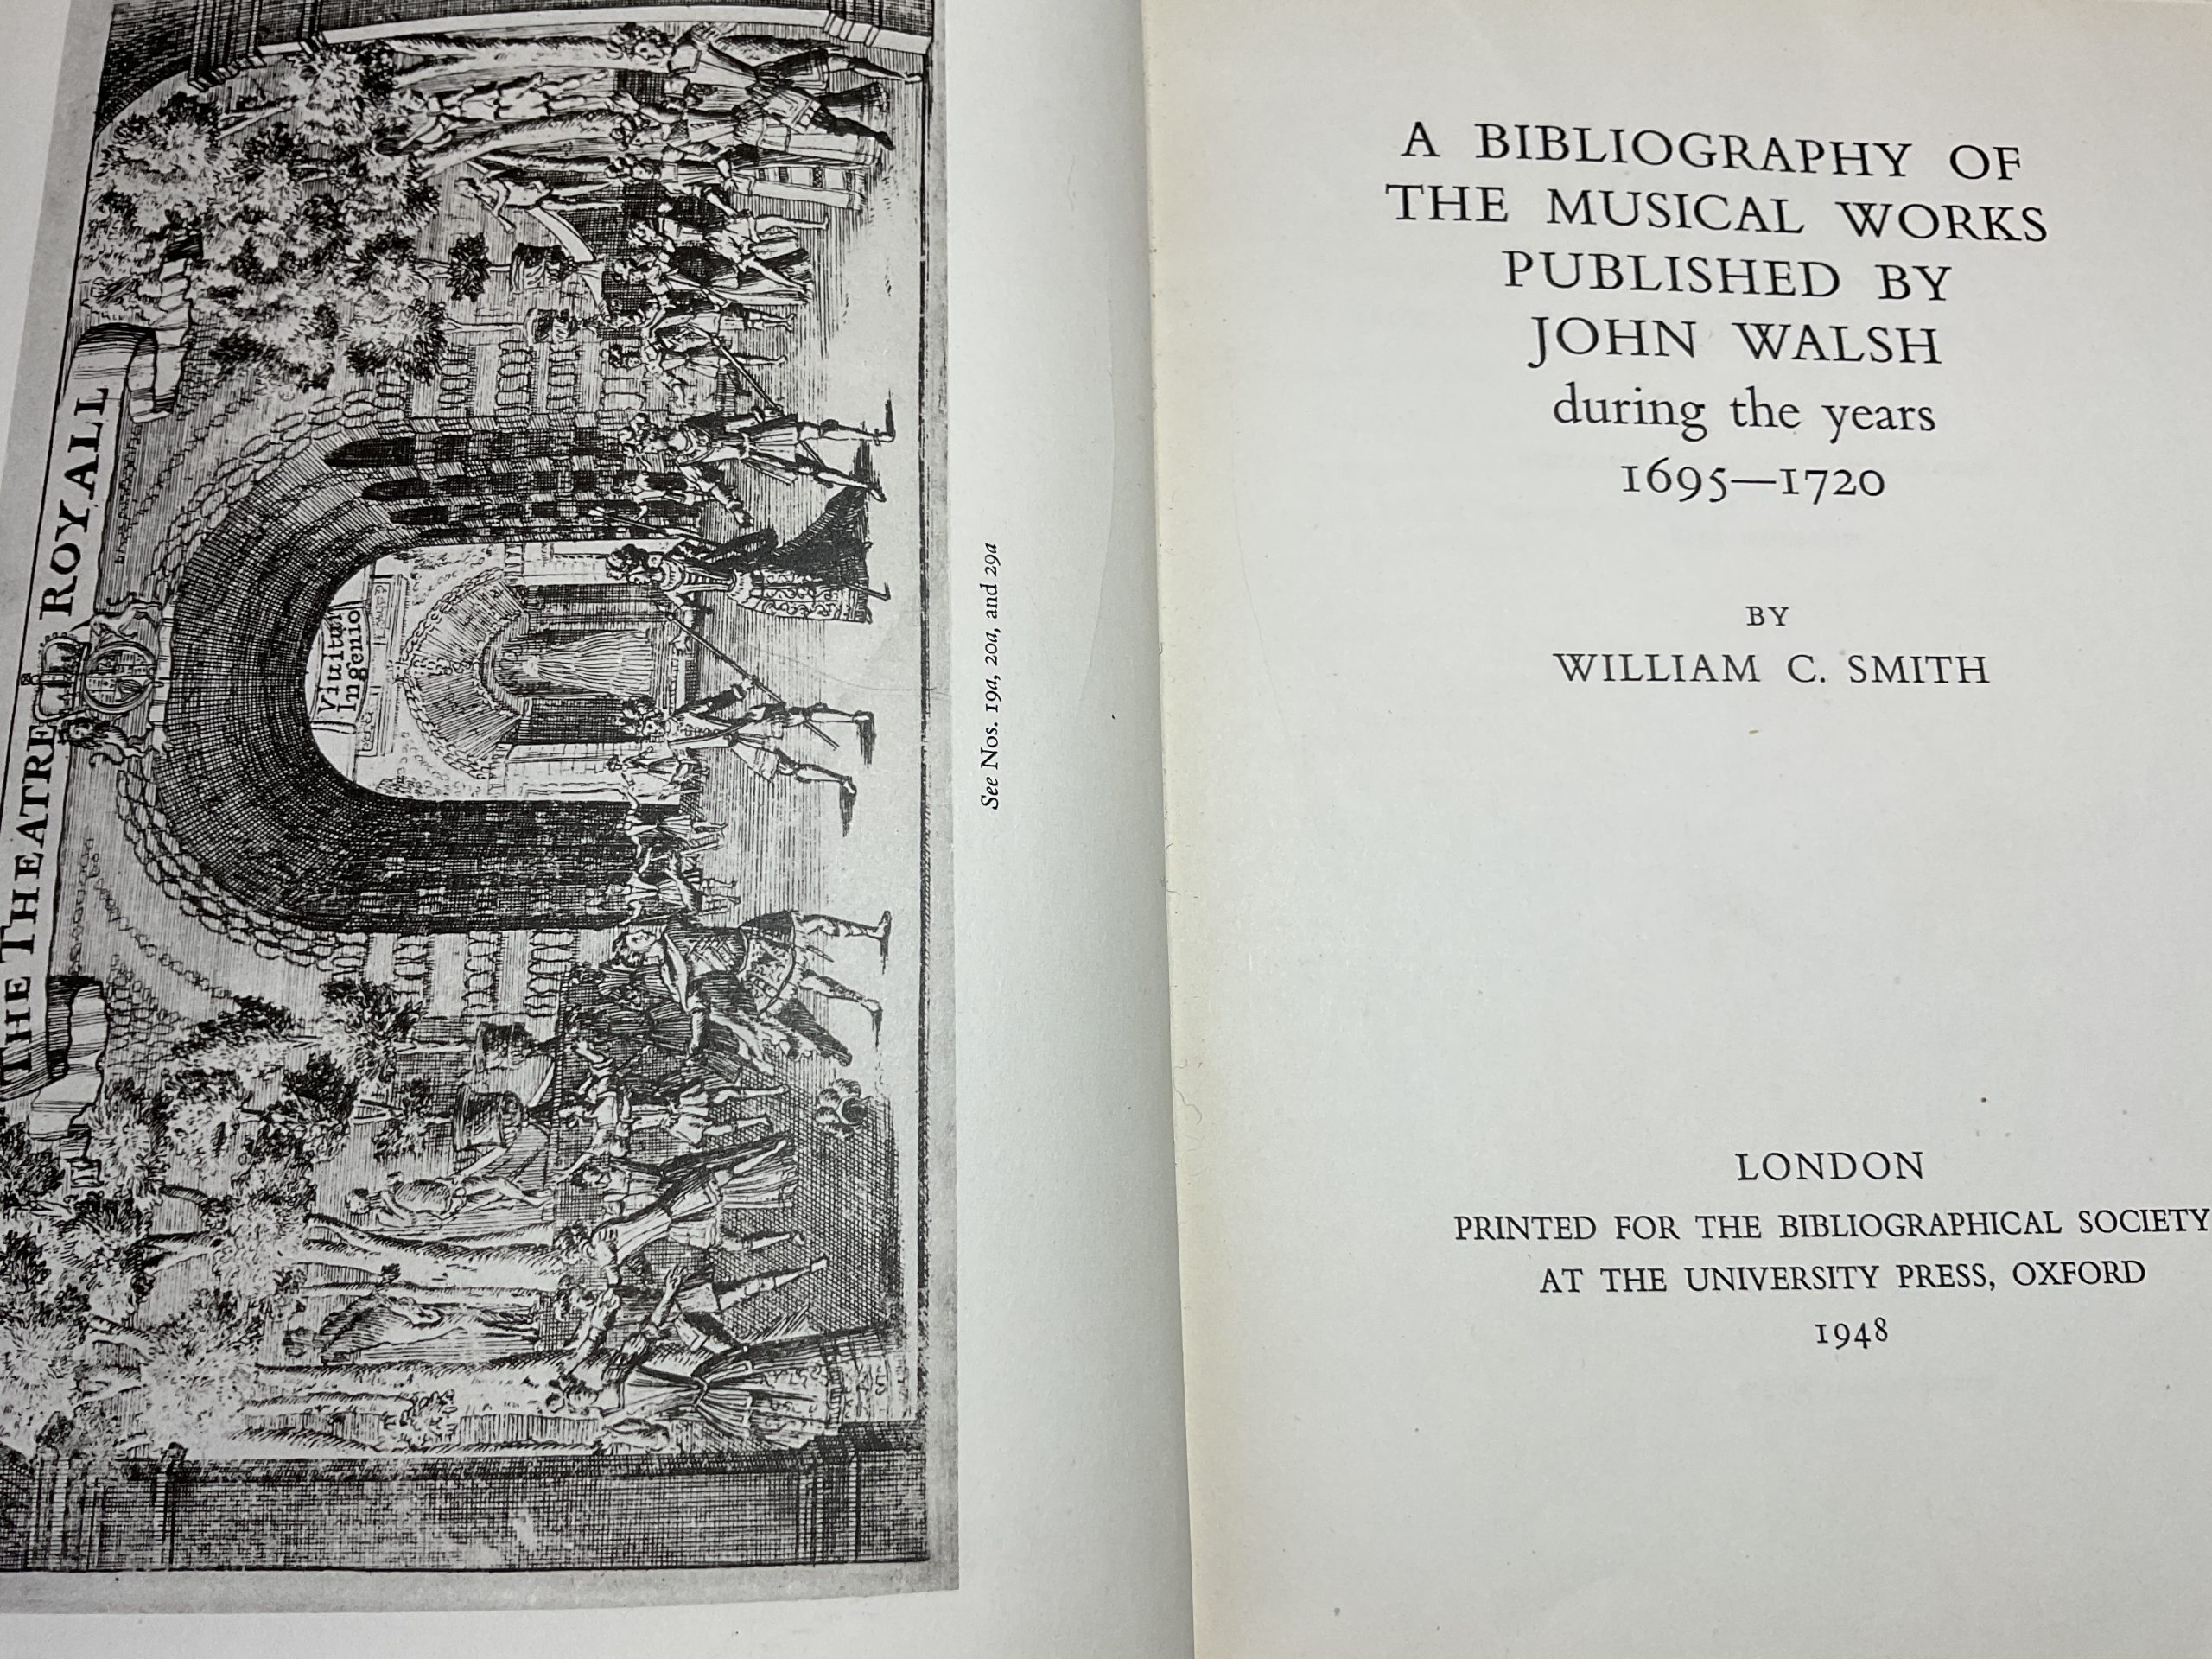 THE THEATRE ROYALL
Viuitur
Ingenio
See Nos. 19a, 20a, and 29a
A BIBLIOGRAPHY OF
THE MUSICAL WORKS
PUBLISHED BY
JOHN WALSH
during the years
1695—1720
BY
WILLIAM C. SMITH
LONDON
PRINTED FOR THE BIBLIOGRAPHICAL SOCIETY
AT THE UNIVERSITY PRESS, OXFORD
1948